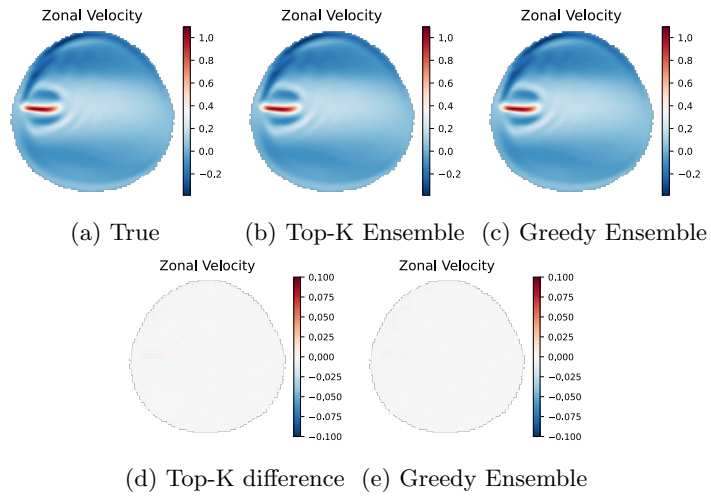 Zonal Velocity Zonal Velocity Zonal Velocity
1.0 1.0 1.0
0.8 0.8 0.8
0.6 0.6 0.6
0.4 0.4 0.4
0.2 0.2 0.2
0.0 0.0 0.0
−0.2 −0.2 −0.2
(a) True (b) Top-K Ensemble (c) Greedy Ensemble
Zonal Velocity Zonal Velocity
0.100 0.100
0.075 0.075
0.050 0.050
0.025 0.025
0.000 0.000
−0.025 −0.025
−0.050 −0.050
−0.075 −0.075
−0.100 −0.100
(d) Top-K difference (e) Greedy Ensemble